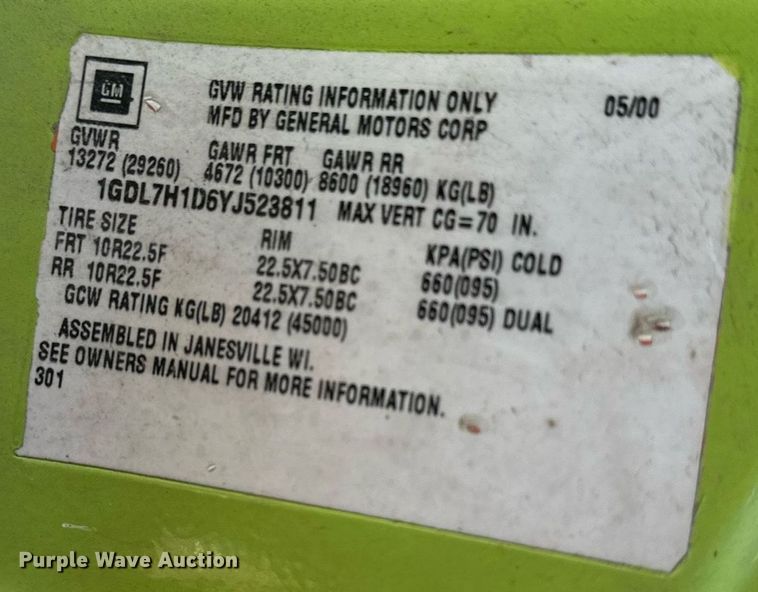 GM
GVW RATING INFORMATION ONLY 05/00
MFD BY GENERAL MOTORS CORP
GVWR GAWR FRT GAWR RR
13272 (29260) 4672 (10300) 8600 (18960) KG(LB)
1GDL7H1D6YJ523811 MAX VERT CG=70 IN.
TIRE SIZE RIM KPA(PSI) COLD
FRT 10R22.5F 22.5X7.50BC 660(095)
RR 10R22.5F 22.5X7.50BC 660(095) DUAL
GCW RATING KG(LB) 20412 (45000)
ASSEMBLED IN JANESVILLE WI.
SEE OWNERS MANUAL FOR MORE INFORMATION.
301
Purple Wave Auction